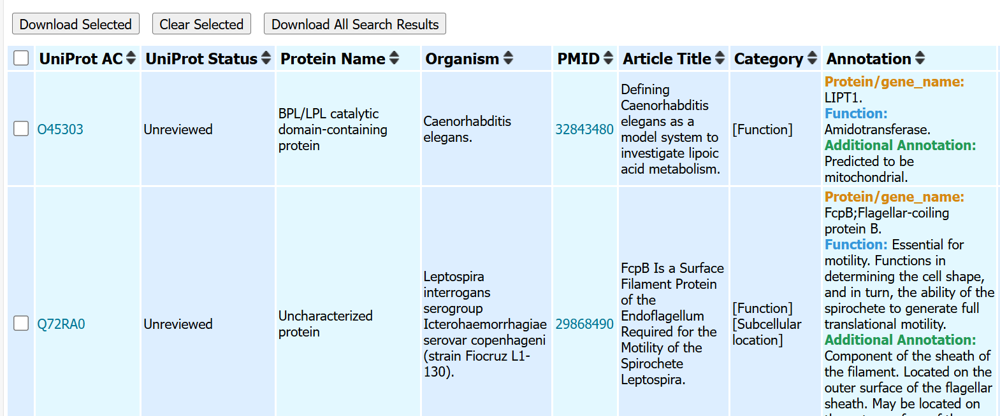 Download Selected
Clear Selected
Download All Search Results
UniProt AC
UniProt Status
Protein Name
Organism
PMID
Article Title
Category
Annotation
O45303
Unreviewed
BPL/LPL catalytic
domain-containing
protein
Caenorhabditis
elegans.
32843480
Defining
Caenorhabditis
elegans as a
model system to
investigate lipoic
acid metabolism.
[Function]
Protein/gene_name:
LIPT1.
Function:
Amidotransferase.
Additional Annotation:
Predicted to be
mitochondrial.
Q72RA0
Unreviewed
Uncharacterized
protein
Leptospira
interrogans
serogroup
Icterohaemorrhagiae
serovar copenhageni
(strain Fiocruz L1-
130).
29868490
FcpB Is a Surface
Filament Protein
of the
Endoflagellum
Required for the
Motility of the
Spirochete
Leptospira.
[Function]
[Subcellular
location]
Protein/gene_name:
FcpB;Flagellar-coiling
protein B.
Function: Essential for
motility. Functions in
determining the cell shape,
and in turn, the ability of the
spirochete to generate full
translational motility.
Additional Annotation:
Component of the sheath of
the filament. Located on the
outer surface of the flagellar
sheath. May be located on